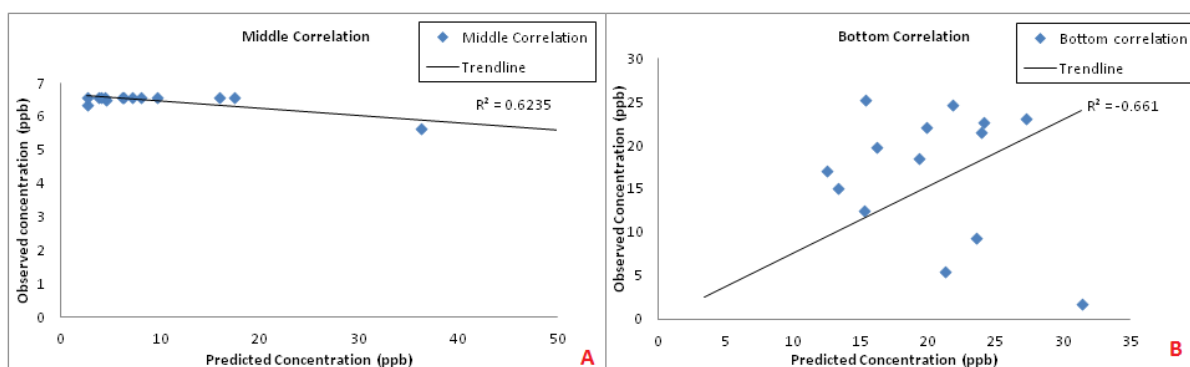 Middle Correlation
Middle Correlation
Trendline
R² = 0.6235
Observed concentration (ppb)
7
6
5
4
3
2
1
0
0 10 20 30 40 50
Predicted Concentration (ppb)
A
Bottom Correlation
Bottom correlation
Trendline
R² = -0.661
Observed Concentration (ppb)
30
25
20
15
10
5
0
0 5 10 15 20 25 30 35
Predicted Concentration (ppb)
B